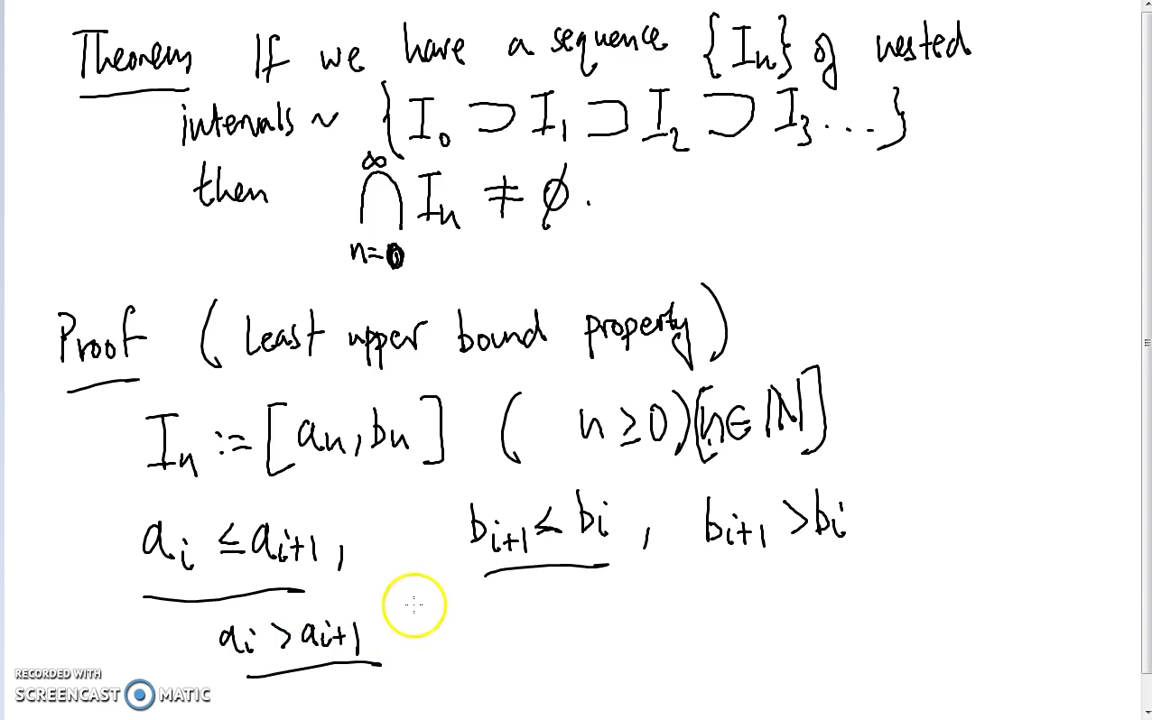 Theorem If we have a sequence {Iₙ} of nested
intervals ~ {I₀ ⊃ I₁ ⊃ I₂ ⊃ I₃ ... }
then ∞⋂n=0 Iₙ ≠ ∅.
Proof (Least upper bound property)
Iₙ := [aₙ, bₙ] ( n ≥ 0) [n ∈ ℕ]
aᵢ ≤ aᵢ₊₁, bᵢ₊₁ ≤ bᵢ , bᵢ₊₁ > bᵢ
aᵢ > aᵢ₊₁
RECORDED WITH
SCREENCAST MATIC